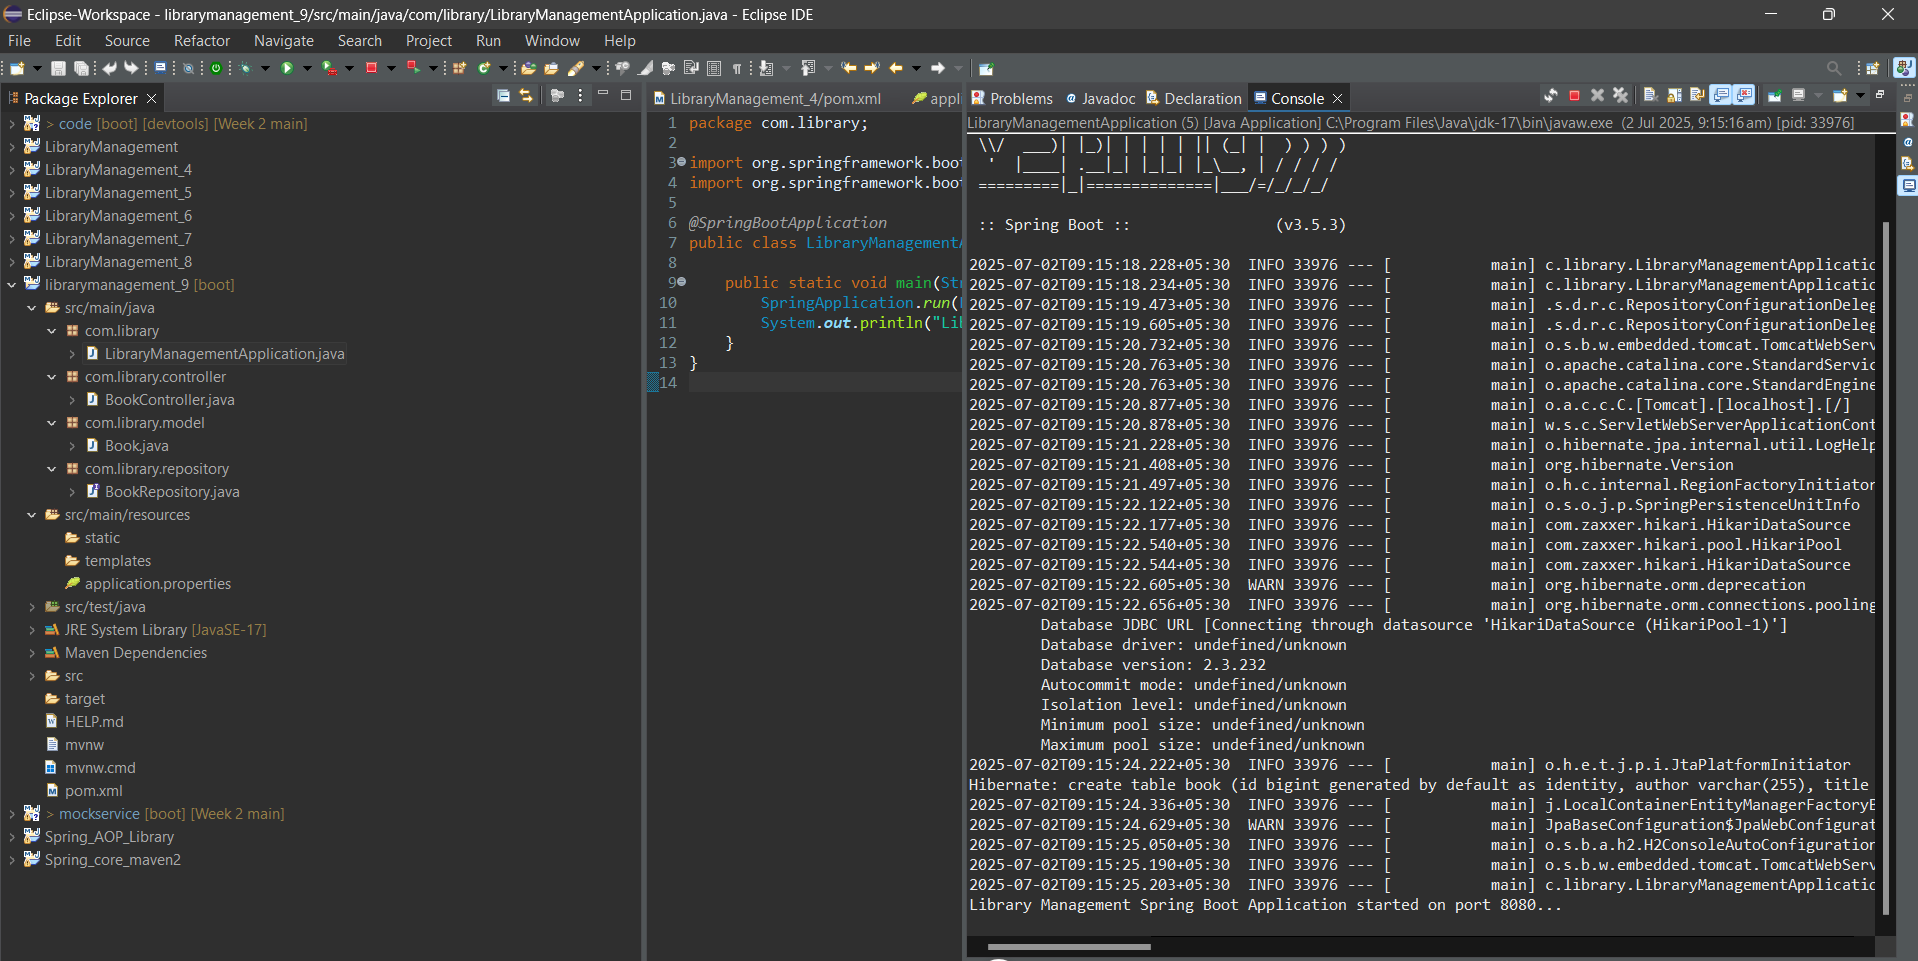 Eclipse-Workspace - librarymanagement_9/src/main/java/com/library/LibraryManagementApplication.java - Eclipse IDE
File Edit Source Refactor Navigate Search Project Run Window Help
Package Explorer
> code [boot] [devtools] [Week 2 main]
LibraryManagement
LibraryManagement_4
LibraryManagement_5
LibraryManagement_6
LibraryManagement_7
LibraryManagement_8
librarymanagement_9 [boot]
src/main/java
com.library
LibraryManagementApplication.java
com.library.controller
BookController.java
com.library.model
Book.java
com.library.repository
BookRepository.java
src/main/resources
static
templates
application.properties
src/test/java
JRE System Library [JavaSE-17]
Maven Dependencies
src
target
HELP.md
mvnw
mvnw.cmd
pom.xml
> mockservice [boot] [Week 2 main]
Spring_AOP_Library
Spring_core_maven2
LibraryManagement_4/pom.xml appl
1 package com.library;
2
3 import org.springframework.boot
4 import org.springframework.boot
5
6 @SpringBootApplication
7 public class LibraryManagementA
8
9 public static void main(Str
10 SpringApplication.run(
11 System.out.println("Lib
12 }
13 }
14
Problems Javadoc Declaration Console
LibraryManagementApplication (5) [Java Application] C:\Program Files\Java\jdk-17\bin\javaw.exe (2 Jul 2025, 9:15:16 am) [pid: 33976]
 \\/  ___)| |_)| | | | | || (_| |  ) ) ) )
  '  |____| .__|_| |_|_| |_\__, | / / / /
 =========|_|==============|___/=/_/_/_/
:: Spring Boot :: (v3.5.3)
2025-07-02T09:15:18.228+05:30 INFO 33976 --- [ main] c.library.LibraryManagementApplicatio
2025-07-02T09:15:18.234+05:30 INFO 33976 --- [ main] c.library.LibraryManagementApplicatio
2025-07-02T09:15:19.473+05:30 INFO 33976 --- [ main] .s.d.r.c.RepositoryConfigurationDeleg
2025-07-02T09:15:19.605+05:30 INFO 33976 --- [ main] .s.d.r.c.RepositoryConfigurationDeleg
2025-07-02T09:15:20.732+05:30 INFO 33976 --- [ main] o.s.b.w.embedded.tomcat.TomcatWebServ
2025-07-02T09:15:20.763+05:30 INFO 33976 --- [ main] o.apache.catalina.core.StandardServic
2025-07-02T09:15:20.763+05:30 INFO 33976 --- [ main] o.apache.catalina.core.StandardEngine
2025-07-02T09:15:20.877+05:30 INFO 33976 --- [ main] o.a.c.c.C.[Tomcat].[localhost].[/]
2025-07-02T09:15:20.878+05:30 INFO 33976 --- [ main] w.s.c.ServletWebServerApplicationCont
2025-07-02T09:15:21.228+05:30 INFO 33976 --- [ main] o.hibernate.jpa.internal.util.LogHelp
2025-07-02T09:15:21.408+05:30 INFO 33976 --- [ main] org.hibernate.Version
2025-07-02T09:15:21.497+05:30 INFO 33976 --- [ main] o.h.c.internal.RegionFactoryInitiator
2025-07-02T09:15:22.122+05:30 INFO 33976 --- [ main] o.s.o.j.p.SpringPersistenceUnitInfo
2025-07-02T09:15:22.177+05:30 INFO 33976 --- [ main] com.zaxxer.hikari.HikariDataSource
2025-07-02T09:15:22.540+05:30 INFO 33976 --- [ main] com.zaxxer.hikari.pool.HikariPool
2025-07-02T09:15:22.544+05:30 INFO 33976 --- [ main] com.zaxxer.hikari.HikariDataSource
2025-07-02T09:15:22.605+05:30 WARN 33976 --- [ main] org.hibernate.orm.deprecation
2025-07-02T09:15:22.656+05:30 INFO 33976 --- [ main] org.hibernate.orm.connections.pooling
Database JDBC URL [Connecting through datasource 'HikariDataSource (HikariPool-1)']
Database driver: undefined/unknown
Database version: 2.3.232
Autocommit mode: undefined/unknown
Isolation level: undefined/unknown
Minimum pool size: undefined/unknown
Maximum pool size: undefined/unknown
2025-07-02T09:15:24.222+05:30 INFO 33976 --- [ main] o.h.e.t.j.p.i.JtaPlatformInitiator
Hibernate: create table book (id bigint generated by default as identity, author varchar(255), title
2025-07-02T09:15:24.336+05:30 INFO 33976 --- [ main] j.LocalContainerEntityManagerFactoryB
2025-07-02T09:15:24.629+05:30 WARN 33976 --- [ main] JpaBaseConfiguration$JpaWebConfigurat
2025-07-02T09:15:25.050+05:30 INFO 33976 --- [ main] o.s.b.a.h2.H2ConsoleAutoConfiguration
2025-07-02T09:15:25.190+05:30 INFO 33976 --- [ main] o.s.b.w.embedded.tomcat.TomcatWebServ
2025-07-02T09:15:25.203+05:30 INFO 33976 --- [ main] c.library.LibraryManagementApplicatio
Library Management Spring Boot Application started on port 8080...